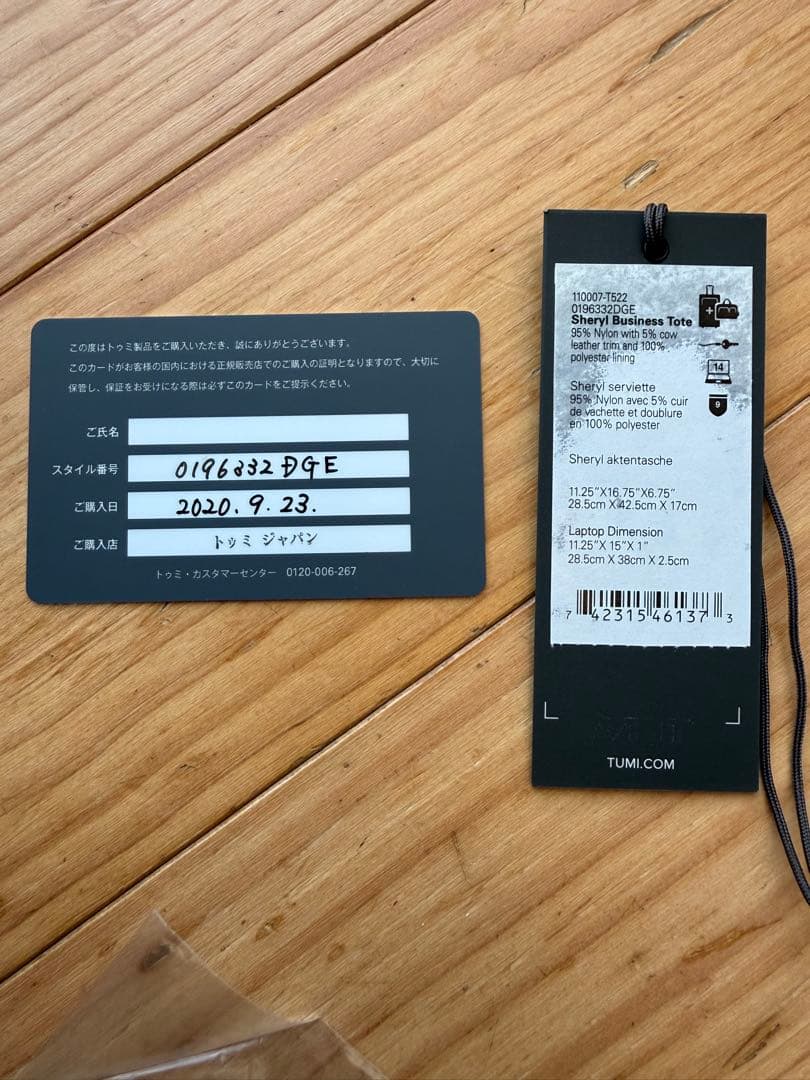 この度はトゥミ製品をご購入いただき、誠にありがとうございます。
このカードがお客様の国内における正規販売店でのご購入の証明となりますので、大切に
保管し、保証をお受けになる際は必ずこのカードをご提示ください。
ご氏名
スタイル番号 0196332DGE
ご購入日 2020.9.23.
ご購入店 トゥミ ジャパン
トゥミ・カスタマーセンター 0120-006-267
110007-T522
0196332DGE
Sheryl Business Tote
95% Nylon with 5% cow
leather trim and 100%
polyester lining
14
Sheryl serviette
95% Nylon avec 5% cuir
de vachette et doublure
en 100% polyester
9
Sheryl aktentasche
11.25"X16.75"X6.75"
28.5cm X 42.5cm X 17cm
Laptop Dimension
11.25"X 15"X 1"
28.5cm X 38cm X 2.5cm
7 42315 46137 3
TUMI.COM